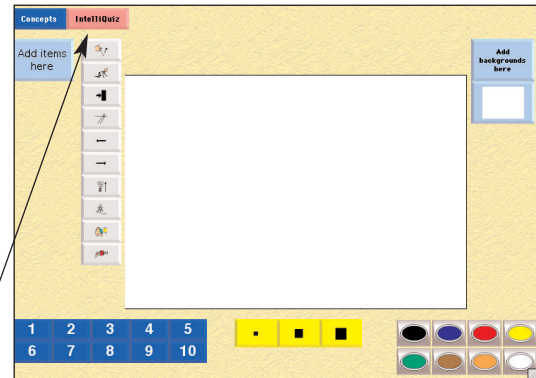 Concepts IntelliQuiz
Add items
here
Add
backgrounds
here
1 2 3 4 5
6 7 8 9 10